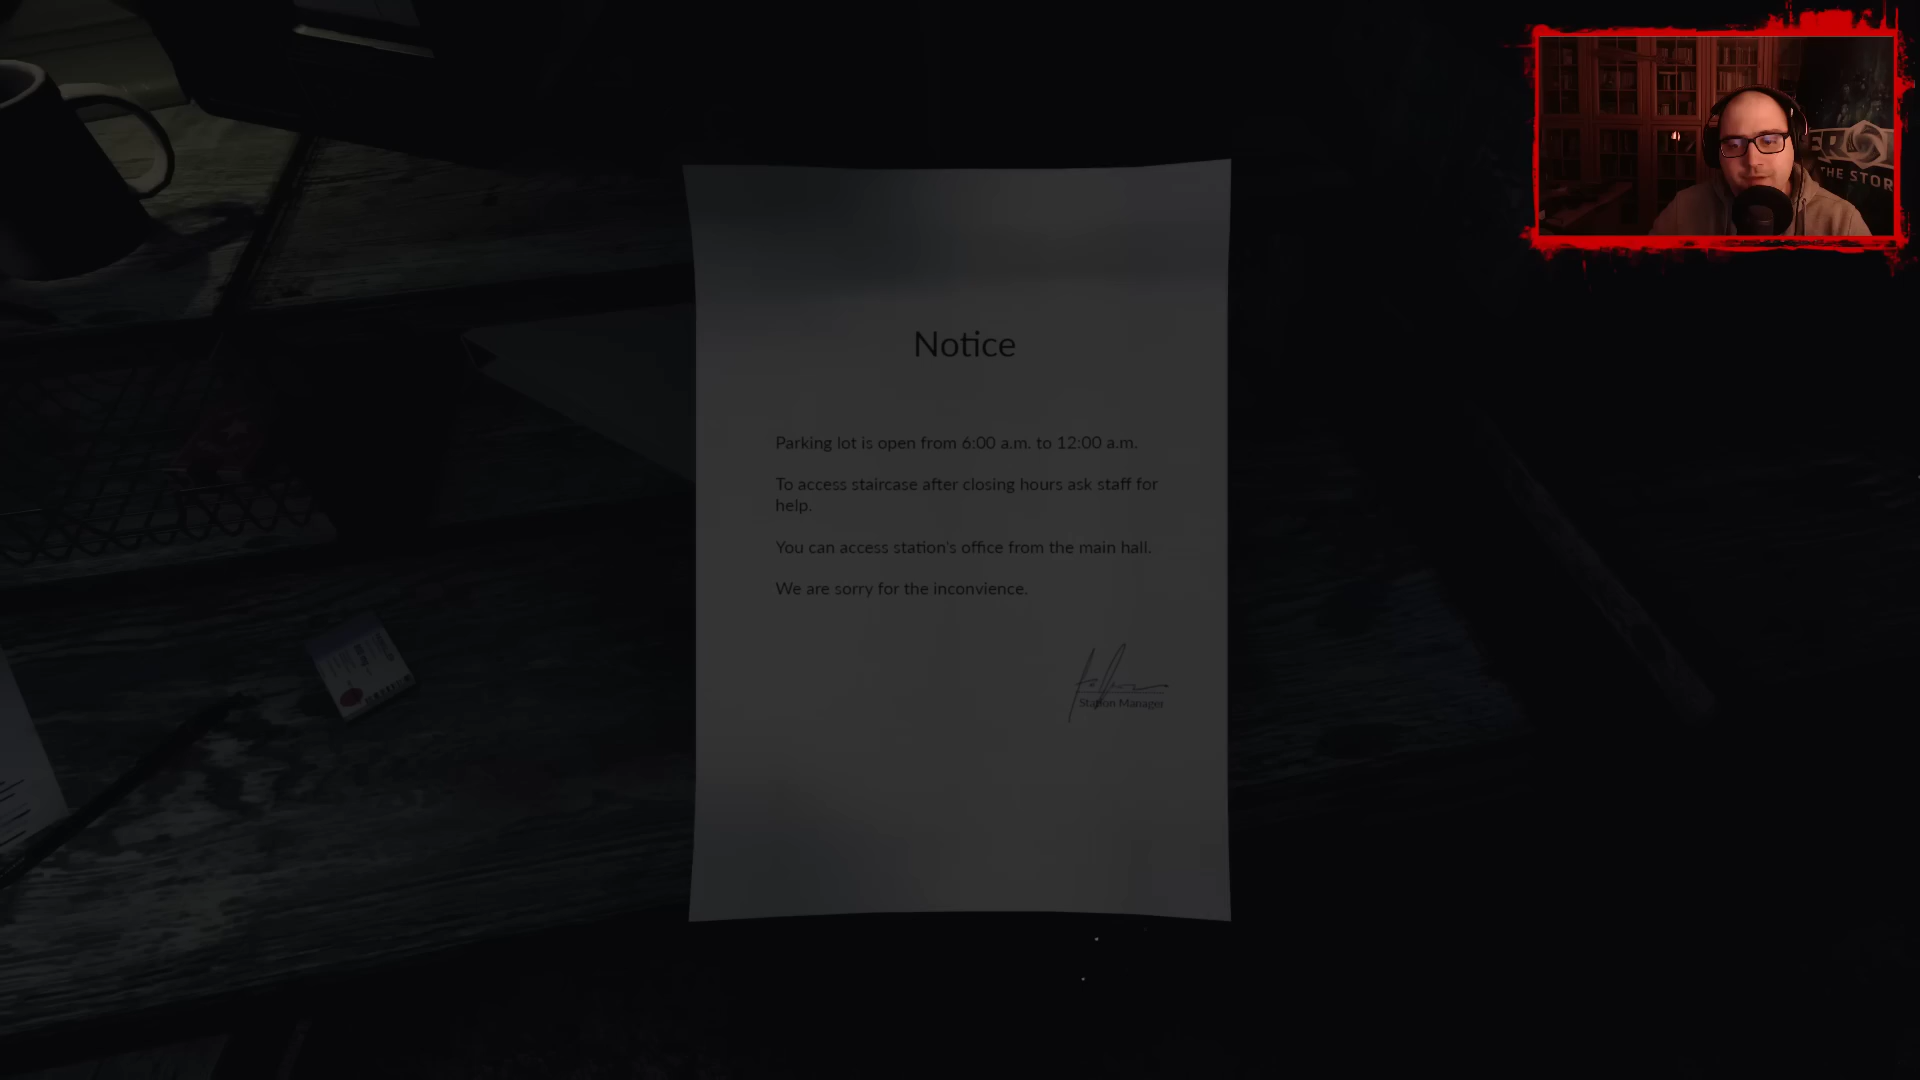 Notice
Parking lot is open from 6:00 a.m. to 12:00 a.m.
To access staircase after closing hours ask staff for
help.
You can access station's office from the main hall.
We are sorry for the inconvience.
Station Manager
THE STOR